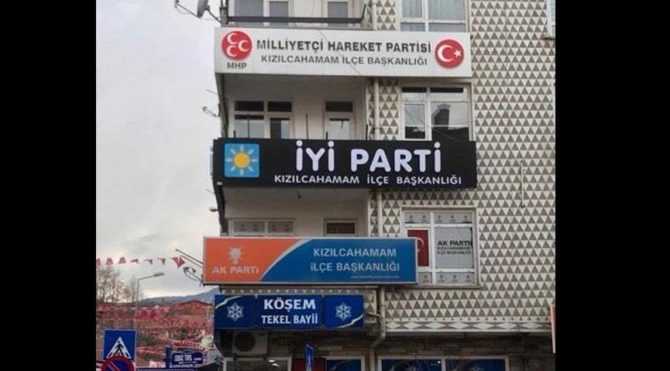 MHP
MİLLİYETÇİ HAREKET PARTİSİ
KIZILCAHAMAM İLÇE BAŞKANLIĞI
İYİ PARTİ
KIZILCAHAMAM İLÇE BAŞKANLIĞI
AK PARTİ
KIZILCAHAMAM
İLÇE BAŞKANLIĞI
AK PARTİ
KÖŞEM
TEKEL BAYİİ